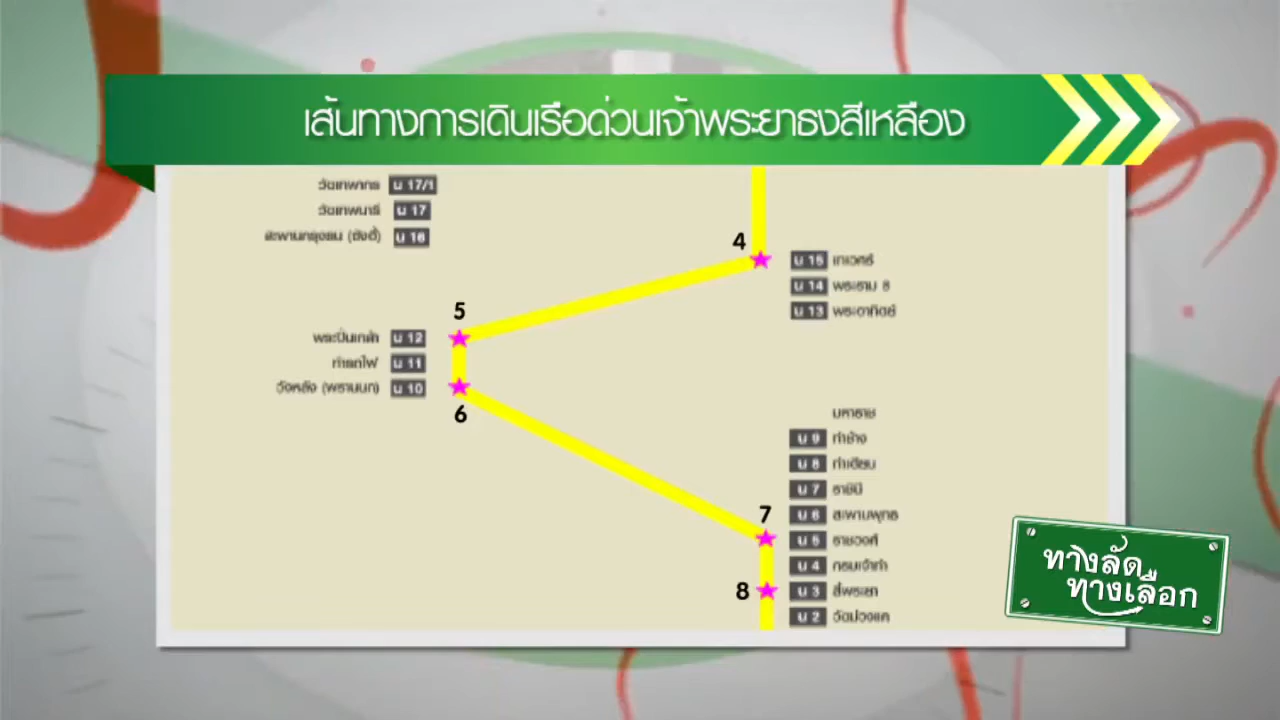 เส้นทางการเดินเรือด่วนเจ้าพระยาธงสีเหลือง
วัดเทพากร น 17/1
วัดเทพนารี น 17
สะพานกรุงธน (ซังฮี้) น 16
4
น 15 เทเวศร์
น 14 พระราม 8
น 13 พระอาทิตย์
5
พระปิ่นเกล้า น 12
ท่ารถไฟ น 11
วังหลัง (พรานนก) น 10
6
มหาราช
น 9 ท่าช้าง
น 8 ท่าเตียน
น 7 ราชินี
7
น 6 สะพานพุทธ
น 5 ราชวงศ์
น 4 กรมเจ้าท่า
8
น 3 สี่พระยา
น 2 วัดม่วงแค
ทางลัด
ทางเลือก